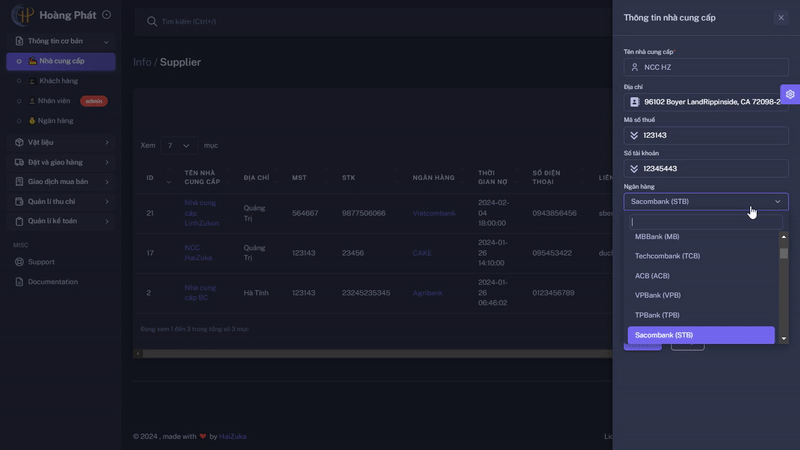 Hoàng Phát
Thông tin cơ bản
Nhà cung cấp
Khách hàng
Nhân viên
admin
Ngân hàng
Vật liệu
Đặt và giao hàng
Giao dịch mua bán
Quản lí thu chi
Quản lí kế toán
MISC
Support
Documentation
Tìm kiếm (Ctrl+/)
Info / Supplier
Xem 7 mục
ID
TÊN NHÀ CUNG CẤP
ĐỊA CHỈ
MST
STK
NGÂN HÀNG
THỜI GIAN NỢ
SỐ ĐIỆN THOẠI
21
Nhà cung cấp LinhZukon
Quảng Trị
564667
9877506066
Vietcombank
2024-02-04 18:00:00
0943856456
17
NCC HaiZuka
Quảng Trị
123143
23456
CAKE
2024-01-26 14:10:00
095453422
2
Nhà cung cấp BC
Hà Tĩnh
123143
23245235345
Agribank
2024-01-26 06:46:02
0123456789
Đang xem 1 đến 3 trong tổng số 3 mục
© 2024 , made with ❤ by HaiZuka
Thông tin nhà cung cấp
Tên nhà cung cấp*
NCC HZ
Địa chỉ
96102 Boyer LandRippinside, CA 72098-2
Mã số thuế
123143
Số tài khoản
12345443
Ngân hàng
Sacombank (STB)
MBBank (MB)
Techcombank (TCB)
ACB (ACB)
VPBank (VPB)
TPBank (TPB)
Sacombank (STB)